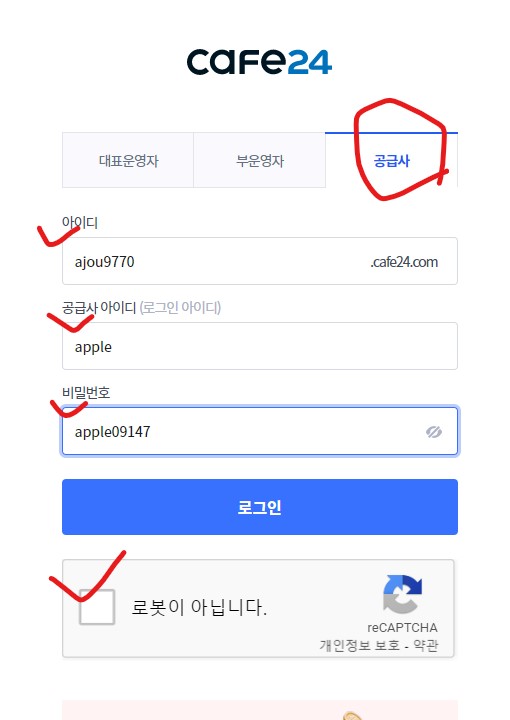 cafe24
대표운영자 부운영자 공급사
아이디
ajou9770 .cafe24.com
공급사 아이디 (로그인 아이디)
apple
비밀번호
apple09147
로그인
로봇이 아닙니다.
reCAPTCHA
개인정보 보호 - 약관